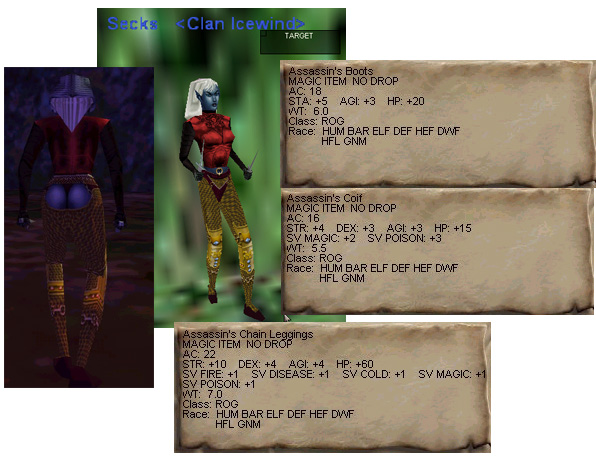 Sackx <Clan Icewind>
TARGET
Assassin's Boots
MAGIC ITEM NO DROP
AC: 18
STA: +5 AGI: +3 HP: +20
WT: 6.0
Class: ROG
Race: HUM BAR ELF DEF HEF DWF
HFL GNM
Assassin's Coif
MAGIC ITEM NO DROP
AC: 16
STR: +4 DEX: +3 AGI: +3 HP: +15
SV MAGIC: +2 SV POISON: +3
WT: 5.5
Class: ROG
Race: HUM BAR ELF DEF HEF DWF
HFL GNM
Assassin's Chain Leggings
MAGIC ITEM NO DROP
AC: 22
STR: +10 DEX: +4 AGI: +4 HP: +60
SV FIRE: +1 SV DISEASE: +1 SV COLD: +1 SV MAGIC: +1
SV POISON: +1
WT: 7.0
Class: ROG
Race: HUM BAR ELF DEF HEF DWF
HFL GNM